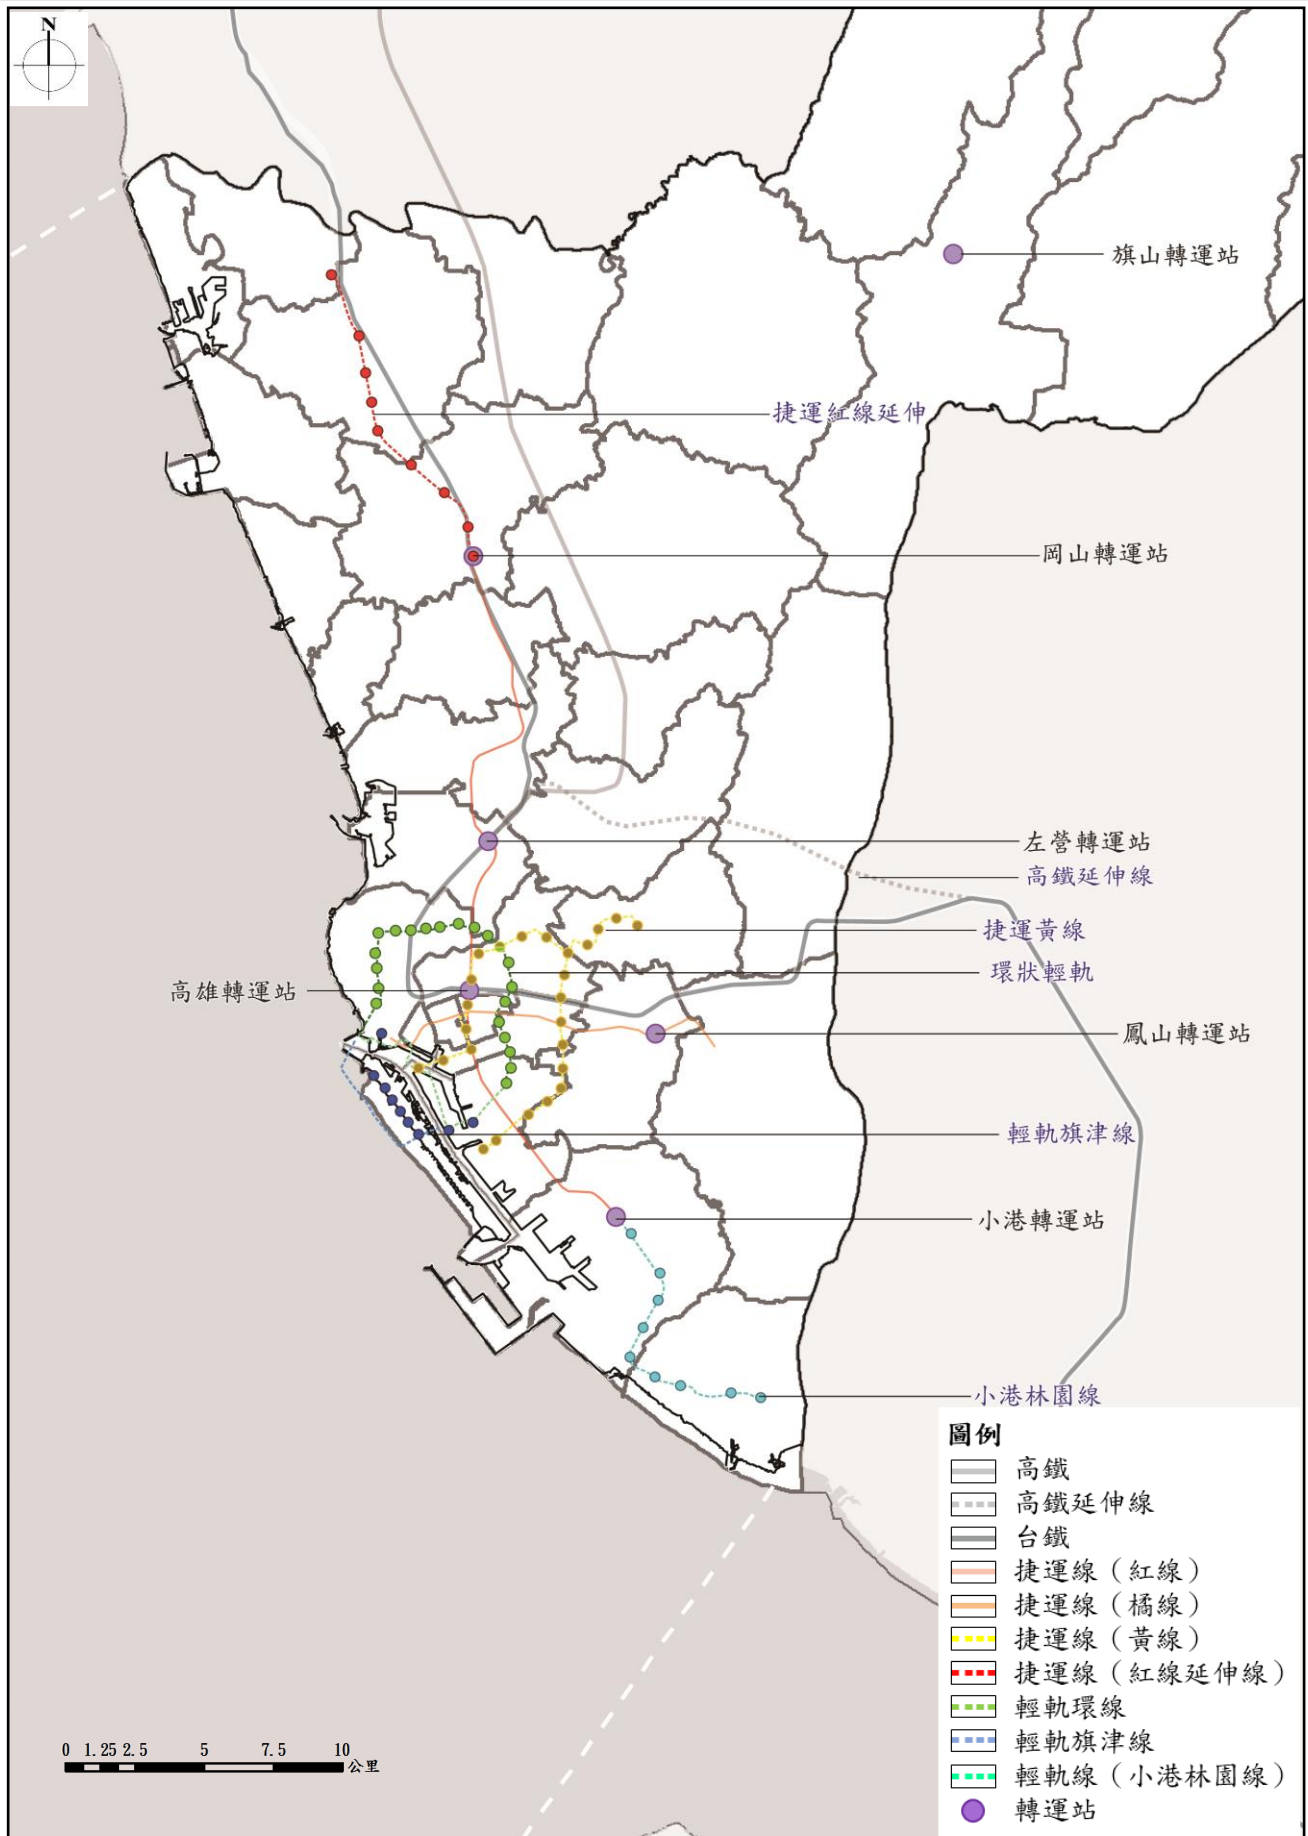 N
旗山轉運站
捷運紅線延伸
岡山轉運站
左營轉運站
高鐵延伸線
捷運黃線
環狀輕軌
高雄轉運站
鳳山轉運站
輕軌旗津線
小港轉運站
小港林園線
圖例
高鐵
高鐵延伸線
台鐵
捷運線（紅線）
捷運線（橘線）
捷運線（黃線）
捷運線（紅線延伸線）
輕軌環線
輕軌旗津線
輕軌線（小港林園線）
轉運站
0 1.25 2.5 5 7.5 10
公里